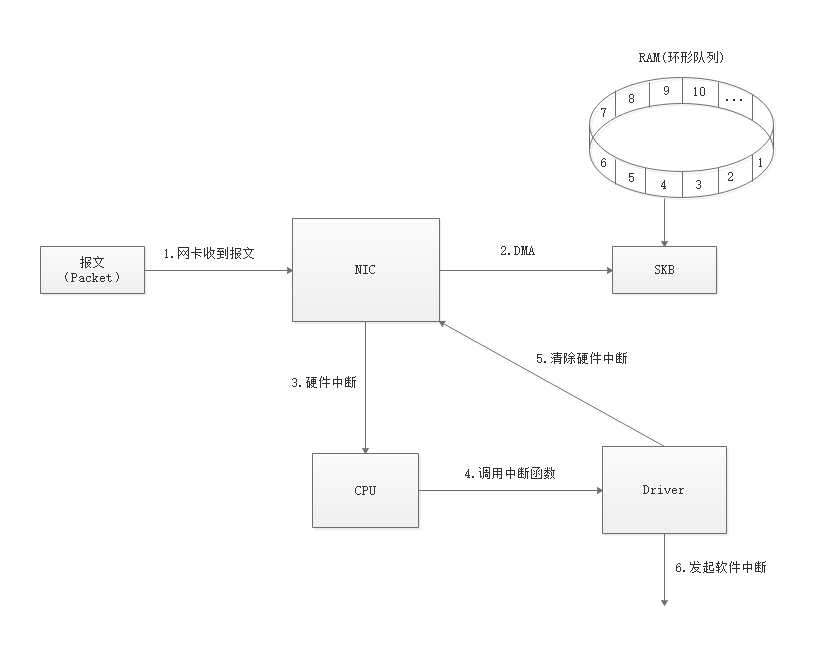 RAM(环形队列)
7
8
9
10
...
6
5
4
3
2
1
1.网卡收到报文
报文
（Packet）
NIC
2.DMA
SKB
3.硬件中断
5.清除硬件中断
CPU
4.调用中断函数
Driver
6.发起软件中断